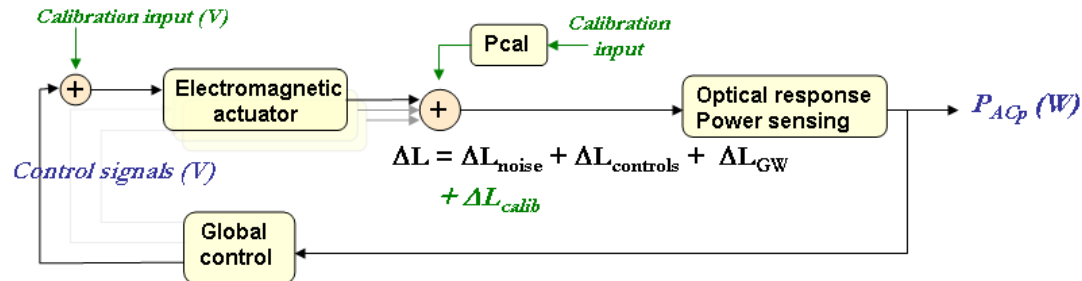 Calibration input (V)
Pcal
Calibration
input
+
Electromagnetic
actuator
+
Optical response
Power sensing
P_ACp (W)
ΔL = ΔL_noise + ΔL_controls + ΔL_GW
+ ΔL_calib
Control signals (V)
Global
control